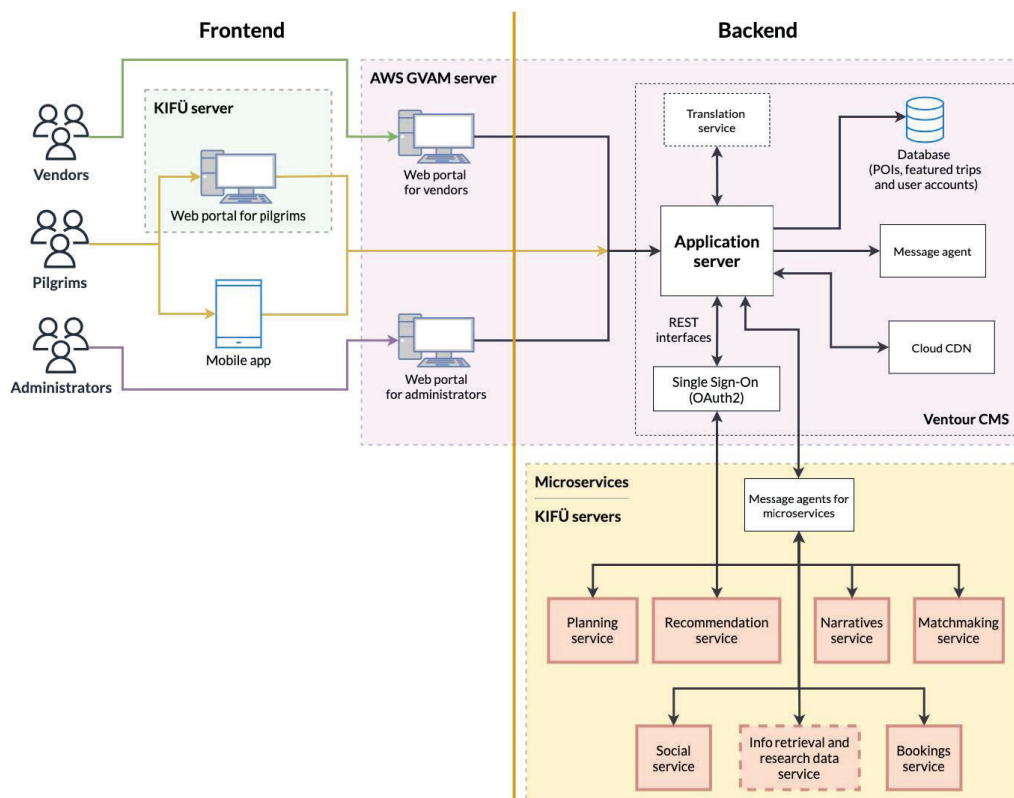 Frontend
Backend
AWS GVAM server
KIFÜ server
Vendors
Web portal for pilgrims
Pilgrims
Mobile app
Administrators
Web portal
for vendors
Web portal
for administrators
Translation
service
Database
(POIs, featured trips
and user accounts)
Application
server
Message agent
REST
interfaces
Cloud CDN
Single Sign-On
(OAuth2)
Ventour CMS
Microservices
KIFÜ servers
Message agents for
microservices
Planning
service
Recommendation
service
Narratives
service
Matchmaking
service
Social
service
Info retrieval and
research data
service
Bookings
service